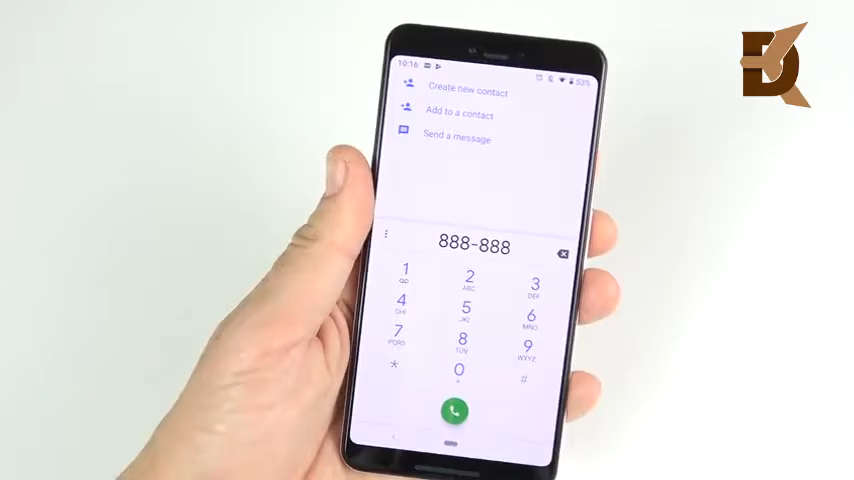 10:16 53%
Create new contact
Add to a contact
Send a message
888-888
1 2 3
ABC DEF
4 5 6
GHI JKL MNO
7 8 9
PQRS TUV WXYZ
* 0 #
+
DK